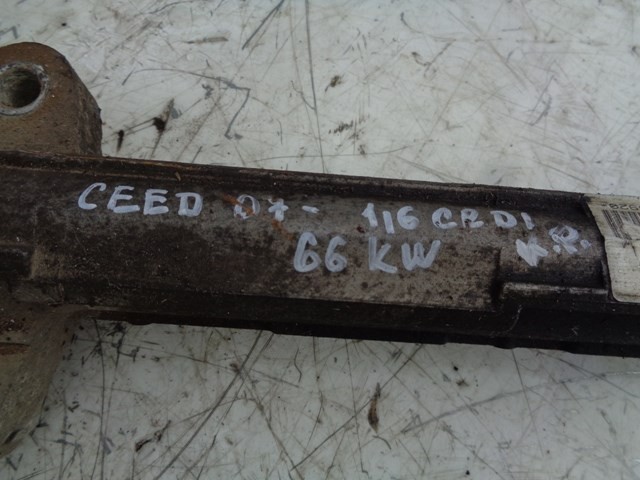 CEED 07- 1,6 CRDI
66 KW K.R.